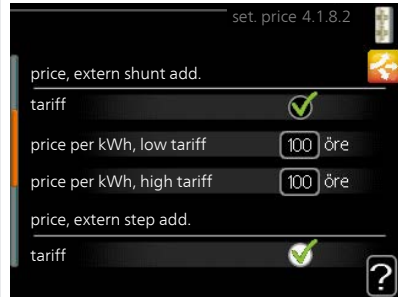 set. price 4.1.8.2
price, extern shunt add.
tariff
price per kWh, low tariff 100 öre
price per kWh, high tariff 100 öre
price, extern step add.
tariff
?